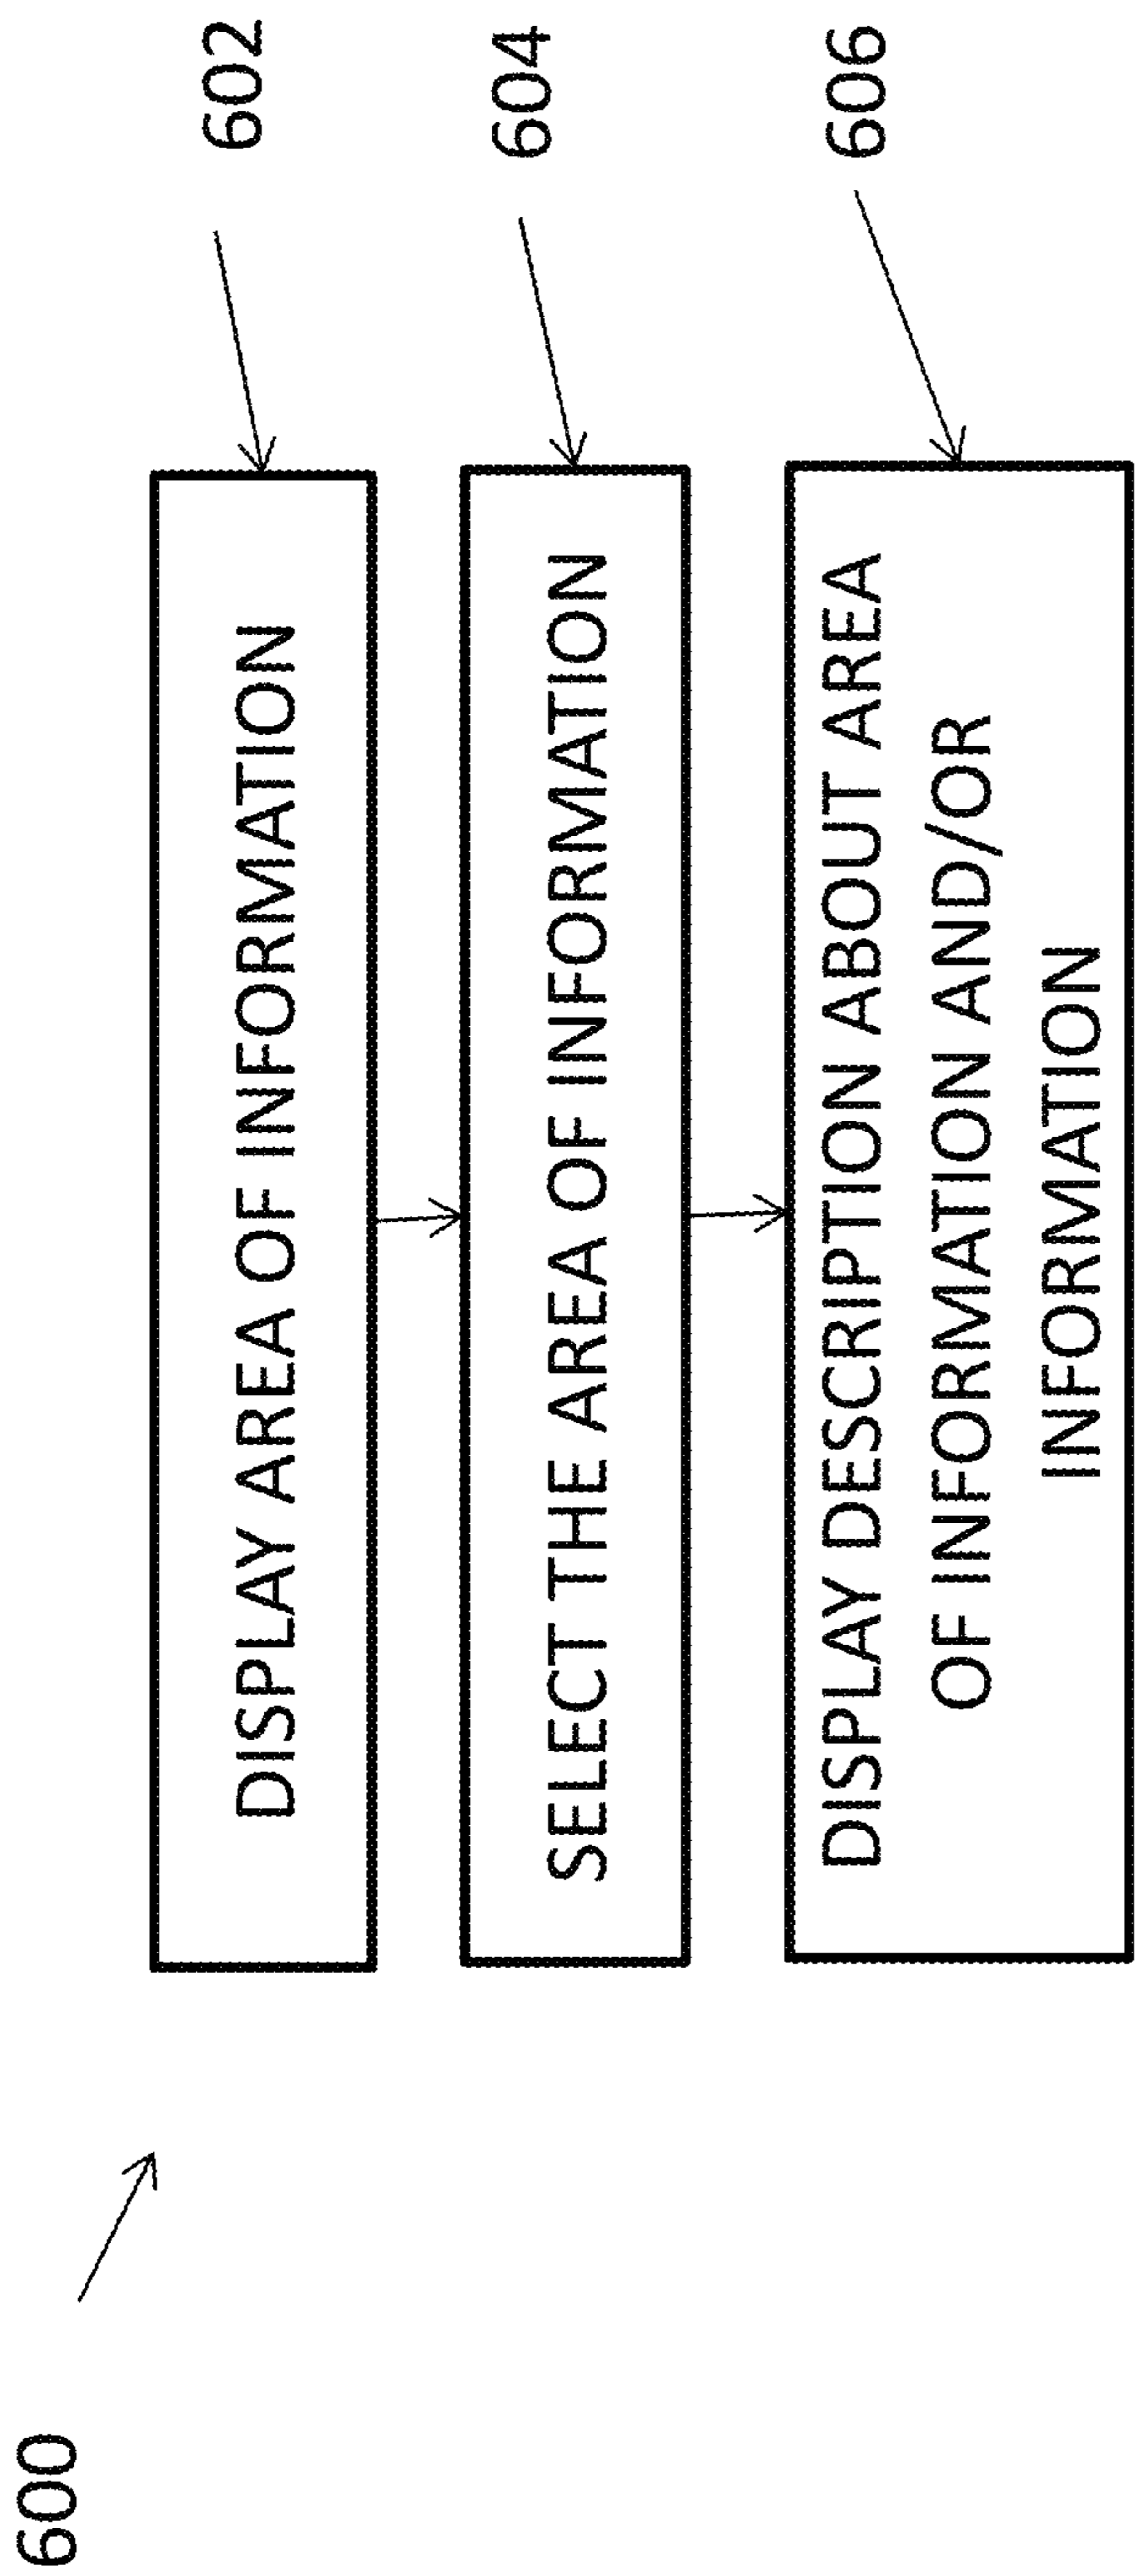 600
DISPLAY AREA OF INFORMATION
602
SELECT THE AREA OF INFORMATION
604
DISPLAY DESCRIPTION ABOUT AREA
OF INFORMATION AND/OR
INFORMATION
606